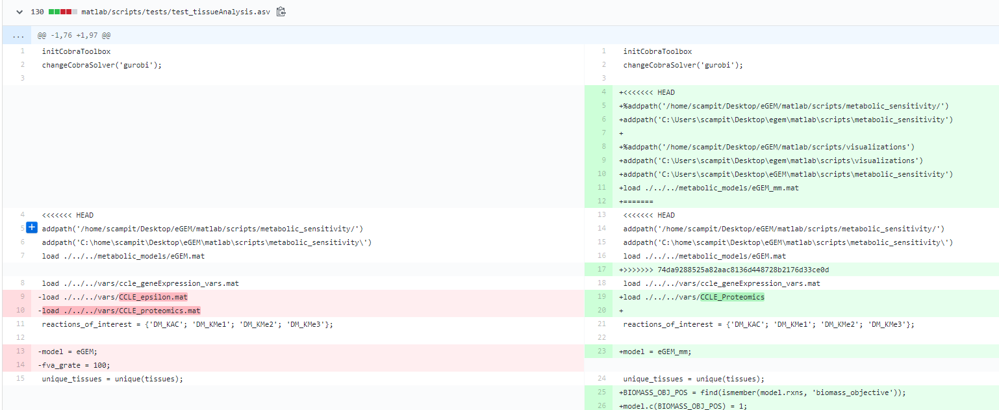 130 matlab/scripts/tests/test_tissueAnalysis.asv
... @@ -1,76 +1,97 @@
1 initCobraToolbox
2 changeCobraSolver('gurobi');
3
4 <<<<<<< HEAD
5 addpath('/home/scampit/Desktop/eGEM/matlab/scripts/metabolic_sensitivity/')
6 addpath('C:\home\scampit\Desktop\eGEM\matlab\scripts\metabolic_sensitivity\')
7 load ./../../metabolic_models/eGEM.mat
8 load ./../../vars/ccle_geneExpression_vars.mat
9 -load ./../../vars/CCLE_epsilon.mat
10 -load ./../../vars/CCLE_proteomics.mat
11 reactions_of_interest = {'DM_KAC'; 'DM_KMe1'; 'DM_KMe2'; 'DM_KMe3'};
12
13 -model = eGEM;
14 -fva_grate = 100;
15 unique_tissues = unique(tissues);
1 initCobraToolbox
2 changeCobraSolver('gurobi');
3
4 +<<<<<<< HEAD
5 +%addpath('/home/scampit/Desktop/eGEM/matlab/scripts/metabolic_sensitivity/')
6 +addpath('C:\Users\scampit\Desktop\egem\matlab\scripts\metabolic_sensitivity')
7 +
8 +%addpath('/home/scampit/Desktop/eGEM/matlab/scripts/visualizations')
9 +addpath('C:\Users\scampit\Desktop\egem\matlab\scripts\visualizations')
10 +addpath('C:\Users\scampit\Desktop\eGEM\matlab\scripts\metabolic_sensitivity')
11 +load ./../../metabolic_models/eGEM_mm.mat
12 +=======
13 <<<<<<< HEAD
14 addpath('/home/scampit/Desktop/eGEM/matlab/scripts/metabolic_sensitivity/')
15 addpath('C:\home\scampit\Desktop\eGEM\matlab\scripts\metabolic_sensitivity\')
16 load ./../../metabolic_models/eGEM.mat
17 +>>>>>>> 74da9288525a82aac8136d448728b2176d33ce0d
18 load ./../../vars/ccle_geneExpression_vars.mat
19 +load ./../../vars/CCLE_Proteomics
20 +
21 reactions_of_interest = {'DM_KAC'; 'DM_KMe1'; 'DM_KMe2'; 'DM_KMe3'};
22
23 +model = eGEM_mm;
24 unique_tissues = unique(tissues);
25 +BIOMASS_OBJ_POS = find(ismember(model.rxns, 'biomass_objective'));
26 +model.c(BIOMASS_OBJ_POS) = 1;